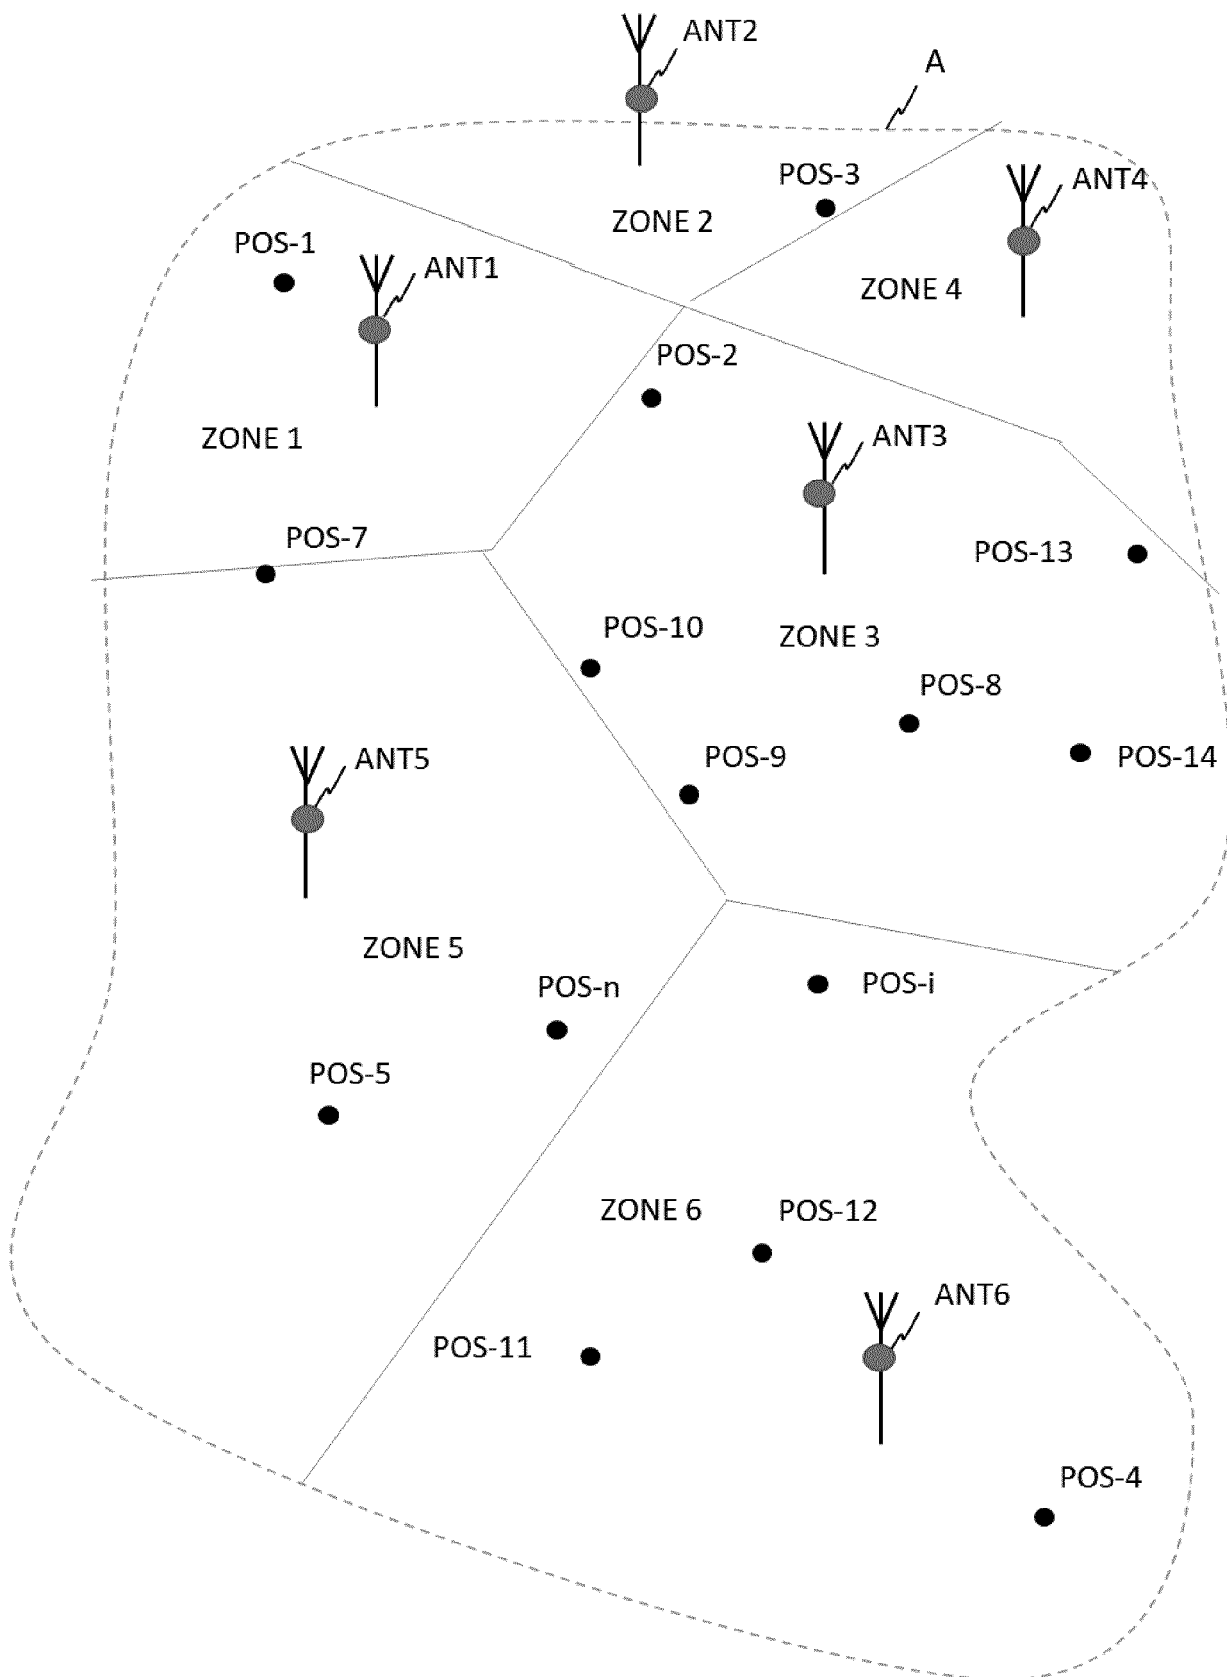 ANT2
A
POS-3
ANT4
ZONE 2
POS-1
ANT1
ZONE 4
POS-2
ZONE 1
ANT3
POS-7
POS-13
POS-10
ZONE 3
POS-8
ANT5
POS-9
POS-14
ZONE 5
POS-n
POS-i
POS-5
ZONE 6
POS-12
ANT6
POS-11
POS-4